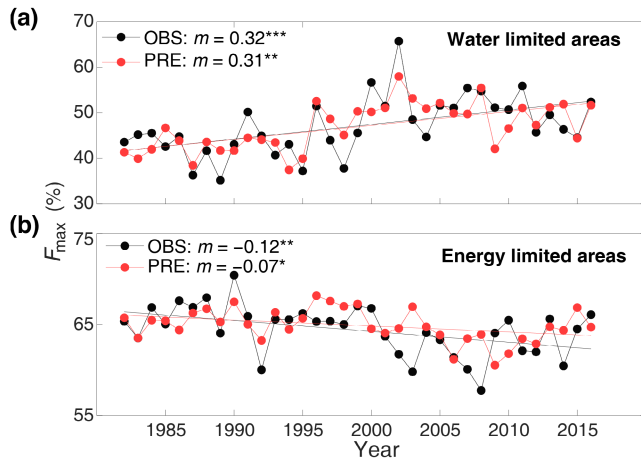 (a)
70
60
50
40
30
OBS: m = 0.32***
PRE: m = 0.31**
Water limited areas
Fmax (%)
(b)
75
65
55
OBS: m = −0.12**
PRE: m = −0.07*
Energy limited areas
1985 1990 1995 2000 2005 2010 2015
Year